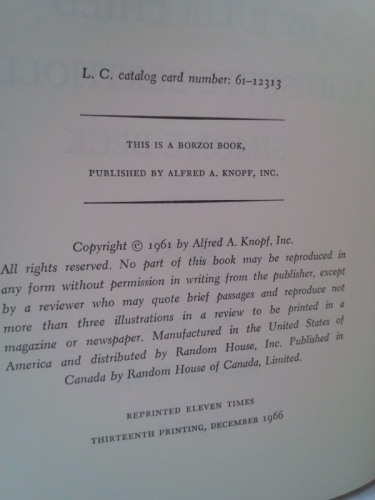 L. C. catalog card number: 61-12313
THIS IS A BORZOI BOOK,
PUBLISHED BY ALFRED A. KNOPF, INC.
Copyright © 1961 by Alfred A. Knopf, Inc.
All rights reserved. No part of this book may be reproduced in
any form without permission in writing from the publisher, except
by a reviewer who may quote brief passages and reproduce not
more than three illustrations in a review to be printed in a
magazine or newspaper. Manufactured in the United States of
America and distributed by Random House, Inc. Published in
Canada by Random House of Canada, Limited.
REPRINTED ELEVEN TIMES
THIRTEENTH PRINTING, DECEMBER 1966